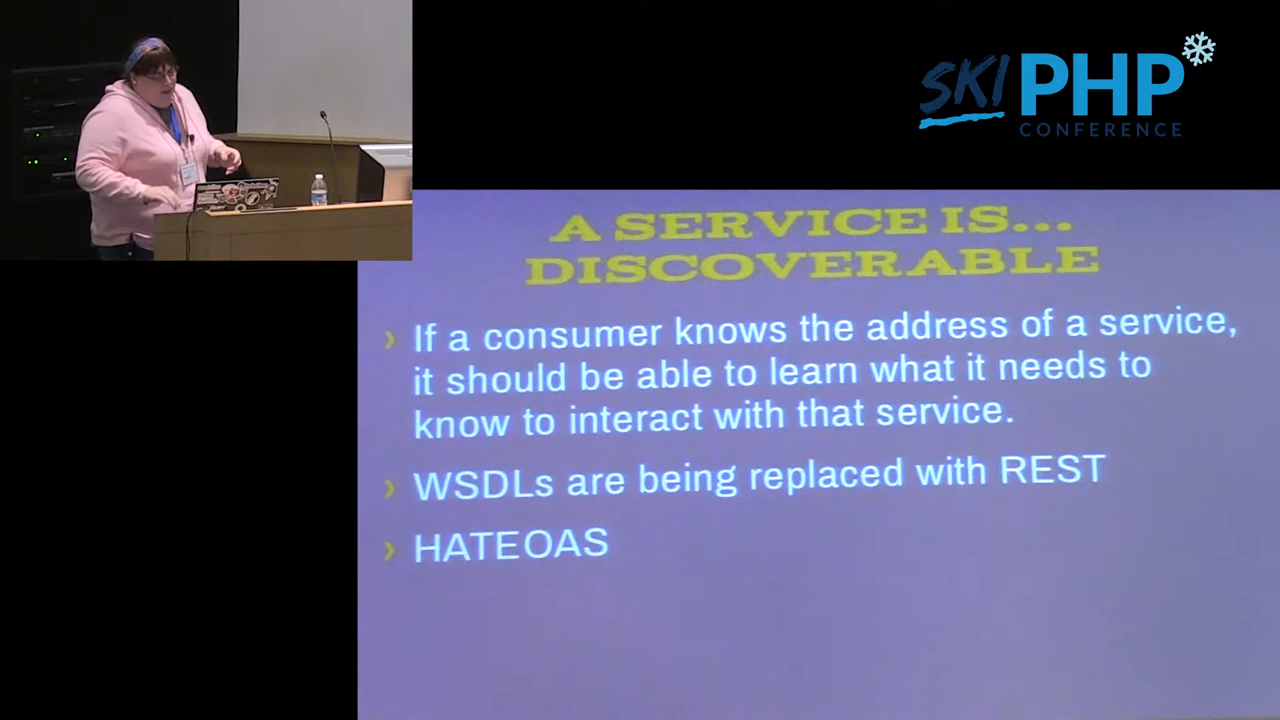 SKI PHP
CONFERENCE
A SERVICE IS...
DISCOVERABLE
› If a consumer knows the address of a service,
it should be able to learn what it needs to
know to interact with that service.
› WSDLs are being replaced with REST
› HATEOAS